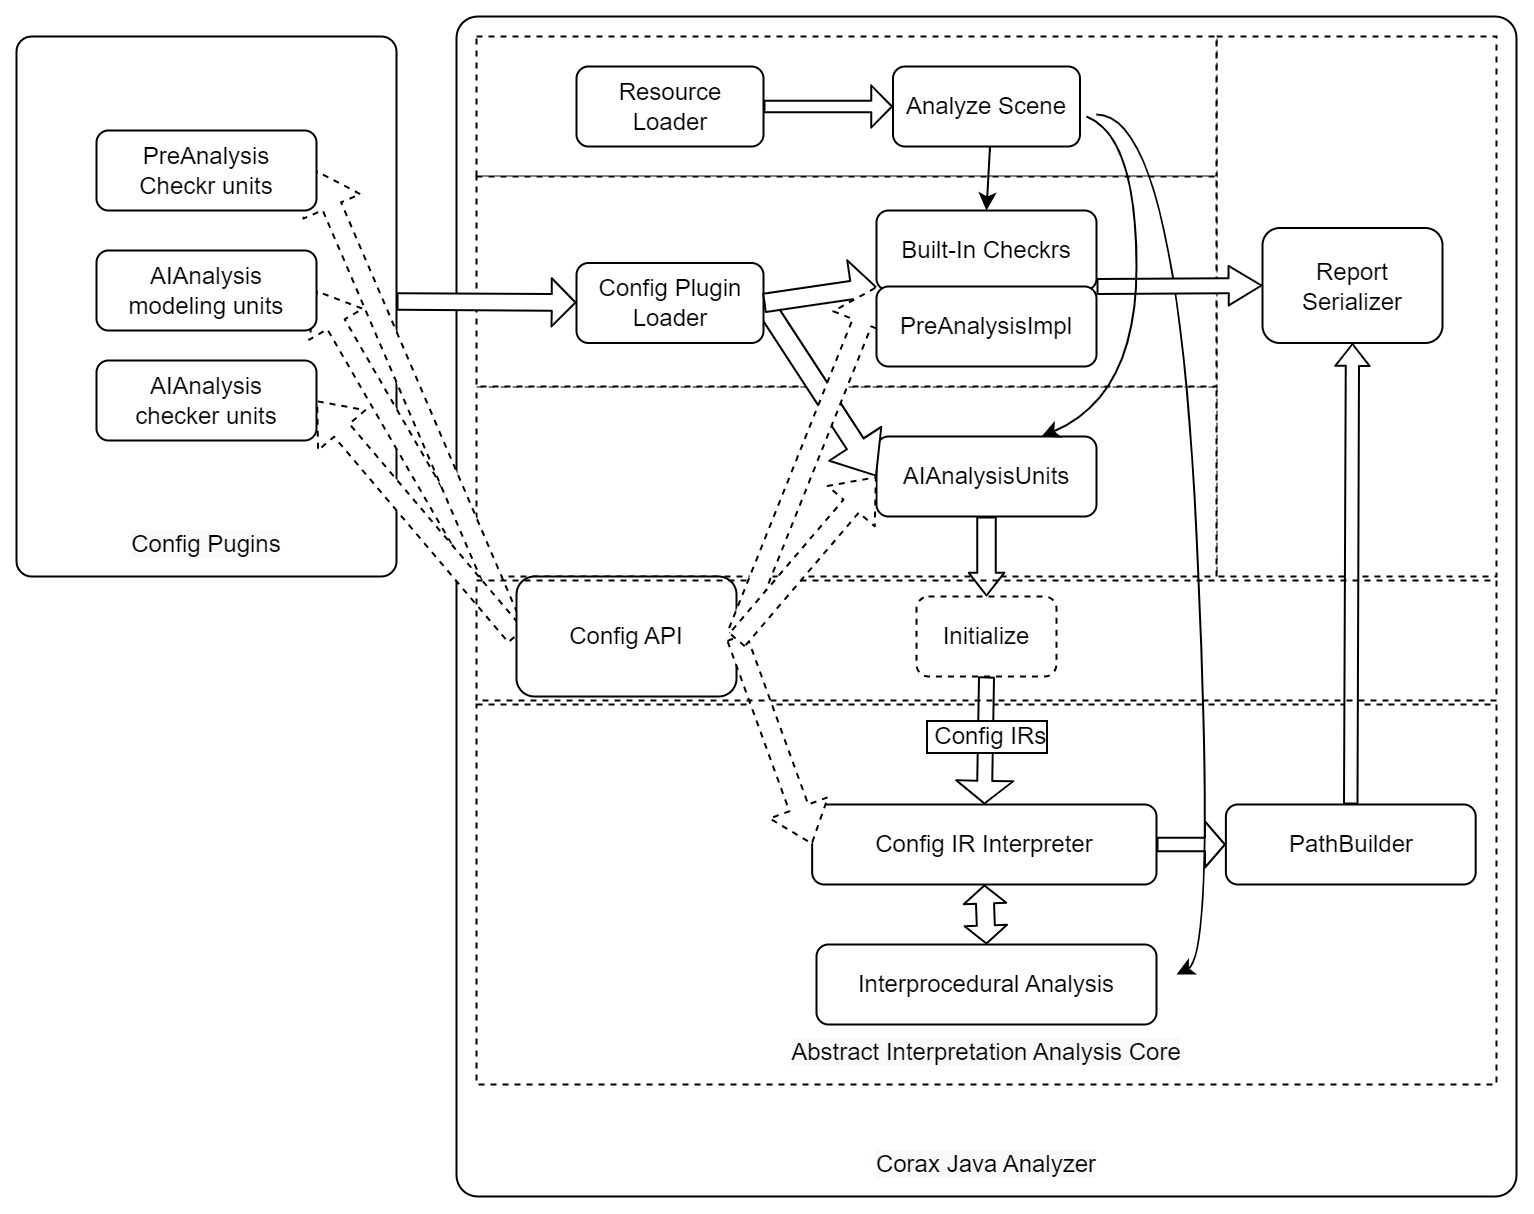 Resource
Loader
Analyze Scene
PreAnalysis
Checkr units
AIAnalysis
modeling units
AIAnalysis
checker units
Config Pugins
Config Plugin
Loader
Built-In Checkrs
PreAnalysisImpl
Report
Serializer
AIAnalysisUnits
Config API
Initialize
Config IRs
Config IR Interpreter
PathBuilder
Interprocedural Analysis
Abstract Interpretation Analysis Core
Corax Java Analyzer